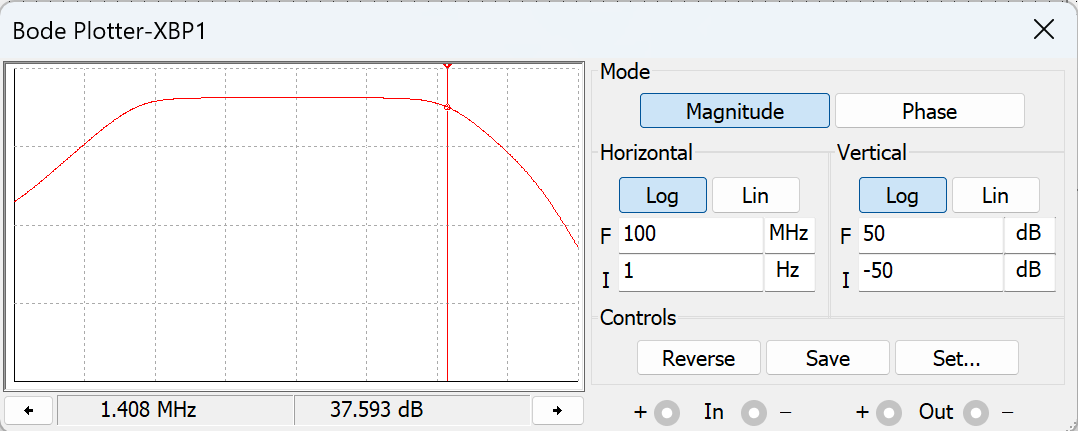 Bode Plotter-XBP1
Mode
Magnitude Phase
Horizontal Vertical
Log Lin Log Lin
F 100 MHz F 50 dB
I 1 Hz I -50 dB
Controls
Reverse Save Set...
1.408 MHz 37.593 dB + In − + Out −